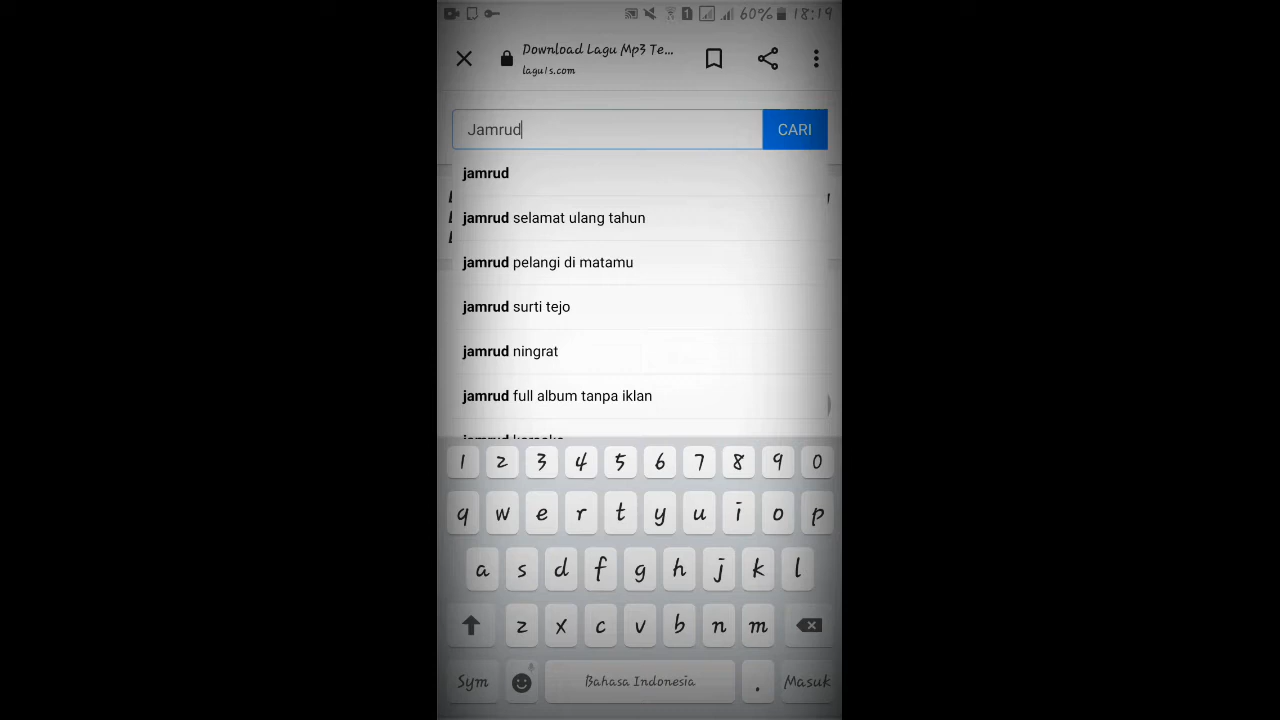 60% 18:19
Download Lagu Mp3 Te...
lagu1s.com
Jamrud
CARI
jamrud
jamrud selamat ulang tahun
jamrud pelangi di matamu
jamrud surti tejo
jamrud ningrat
jamrud full album tanpa iklan
1 2 3 4 5 6 7 8 9 0
q w e r t y u i o p
a s d f g h j k l
z x c v b n m
Sym Bahasa Indonesia . Masuk